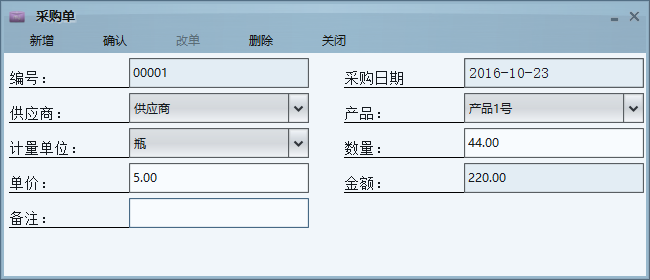 采购单
新增 确认 改单 删除 关闭
编号： 00001 采购日期 2016-10-23
供应商： 供应商 产品： 产品1号
计量单位： 瓶 数量： 44.00
单价： 5.00 金额： 220.00
备注：